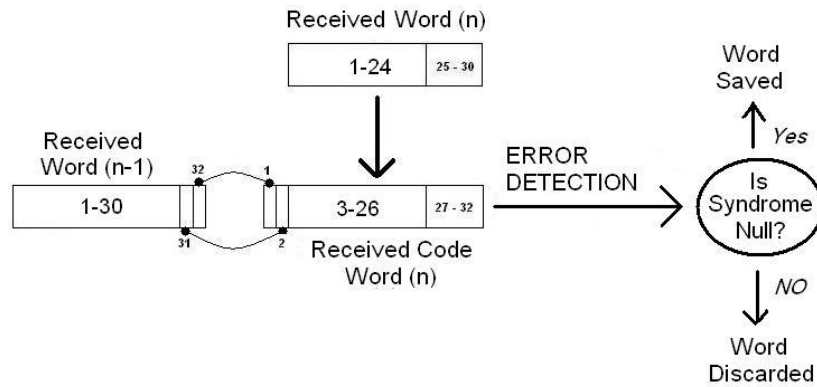 Received Word (n)
1-24
25 - 30
Word
Saved
Yes
Received
Word (n-1)
32
1
ERROR
DETECTION
Is
Syndrome
Null?
1-30
3-26
27 - 32
31
2
Received Code
Word (n)
NO
Word
Discarded